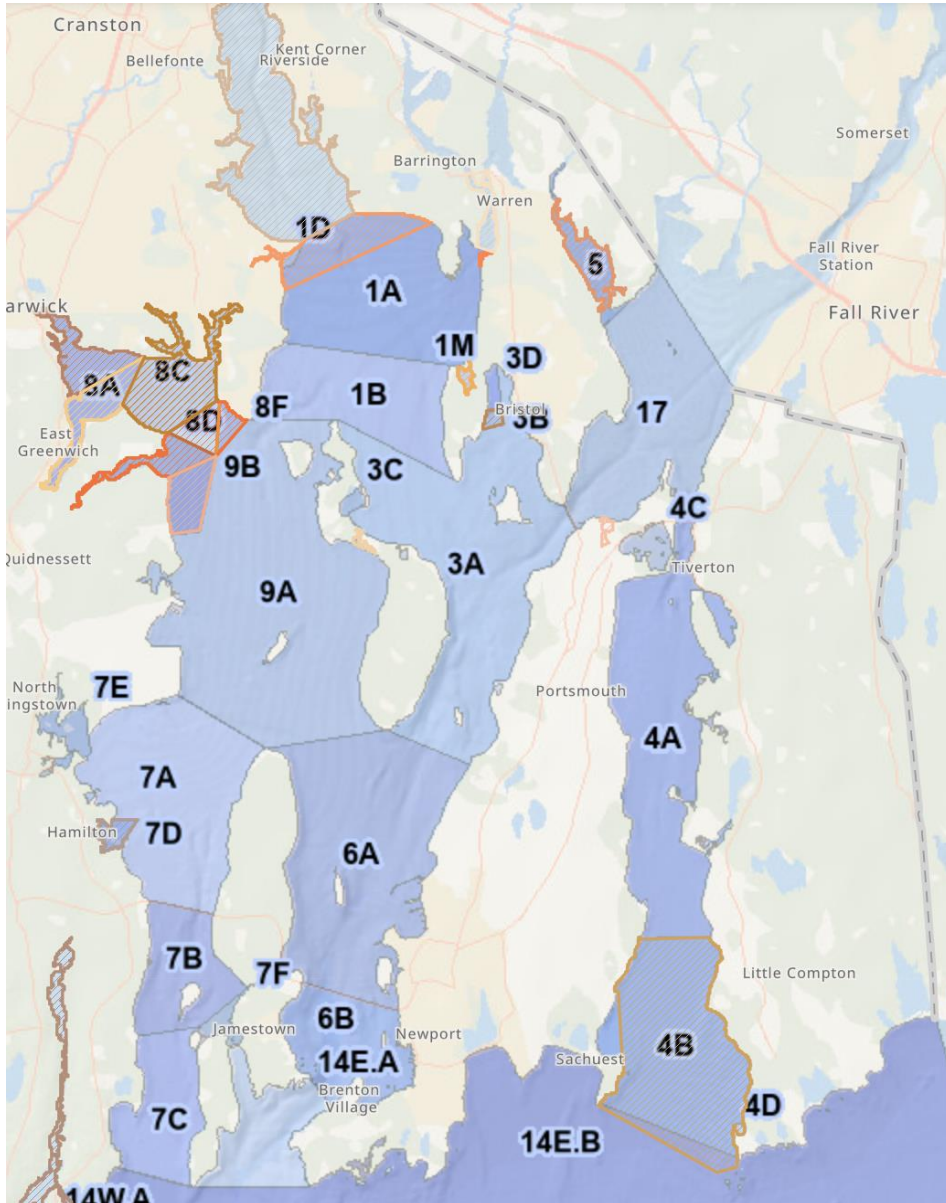 Cranston
Kent Corner
Bellefonte
Riverside
Somerset
Barrington
Warren
1D
Fall River
Station
5
1A
arwick
Fall River
1M
3D
8C
8A
1B
8F
17
Bristol
3B
8D
East
Greenwich
9B
3C
4C
Quidnessett
3A
Tiverton
9A
7E
North
ingstown
Portsmouth
4A
7A
Hamilton
7D
6A
7B
7F
Little Compton
6B
Jamestown
Newport
4B
14E.A
Sachuest
Brenton
Village
4D
7C
14E.B
14W.A